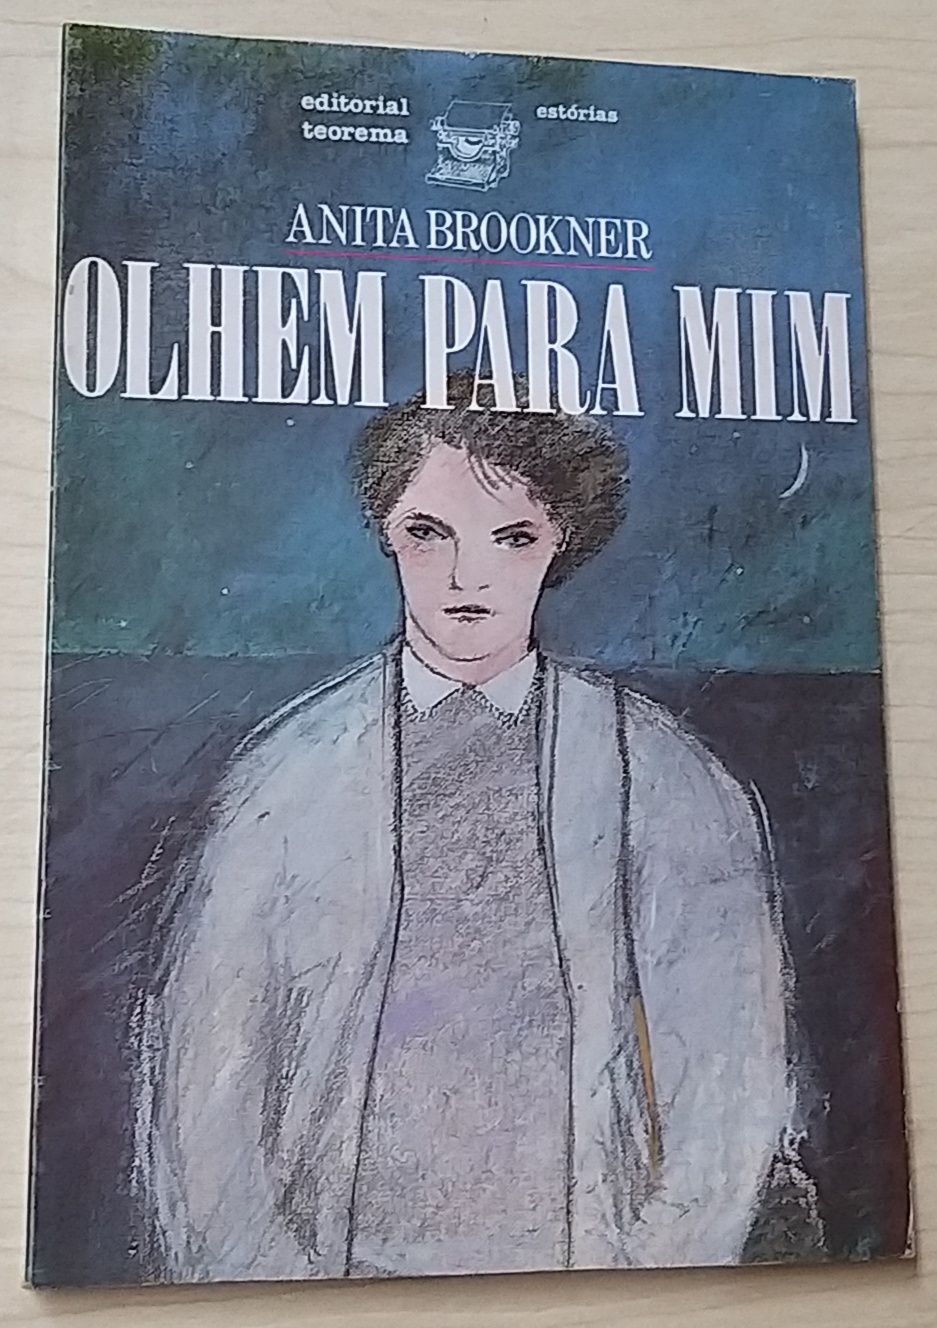 editorial
teorema
estórias
ANITA BROOKNER
OLHEM PARA MIM